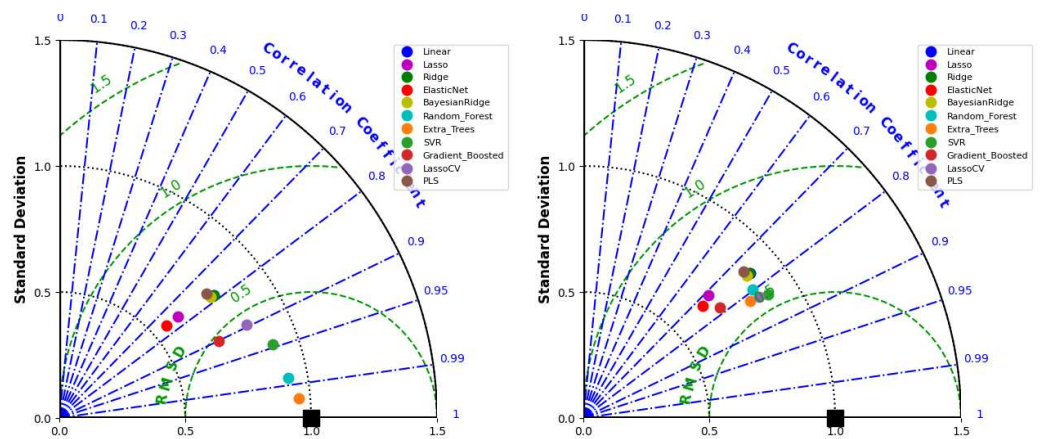 0
0.1
0.2
0.3
0.4
0.5
0.6
0.7
0.8
0.9
0.95
0.99
1
Correlation Coefficient
Standard Deviation
1.5
1.0
0.5
0.0
0.0
0.5
1.0
1.5
1.5
1.0
0.5
RMSD
Linear
Lasso
Ridge
ElasticNet
BayesianRidge
Random_Forest
Extra_Trees
SVR
Gradient_Boosted
LassoCV
PLS
0
0.1
0.2
0.3
0.4
0.5
0.6
0.7
0.8
0.9
0.95
0.99
1
Correlation Coefficient
Standard Deviation
1.5
1.0
0.5
0.0
0.0
0.5
1.0
1.5
1.5
1.0
RMSD
Linear
Lasso
Ridge
ElasticNet
BayesianRidge
Random_Forest
Extra_Trees
SVR
Gradient_Boosted
LassoCV
PLS